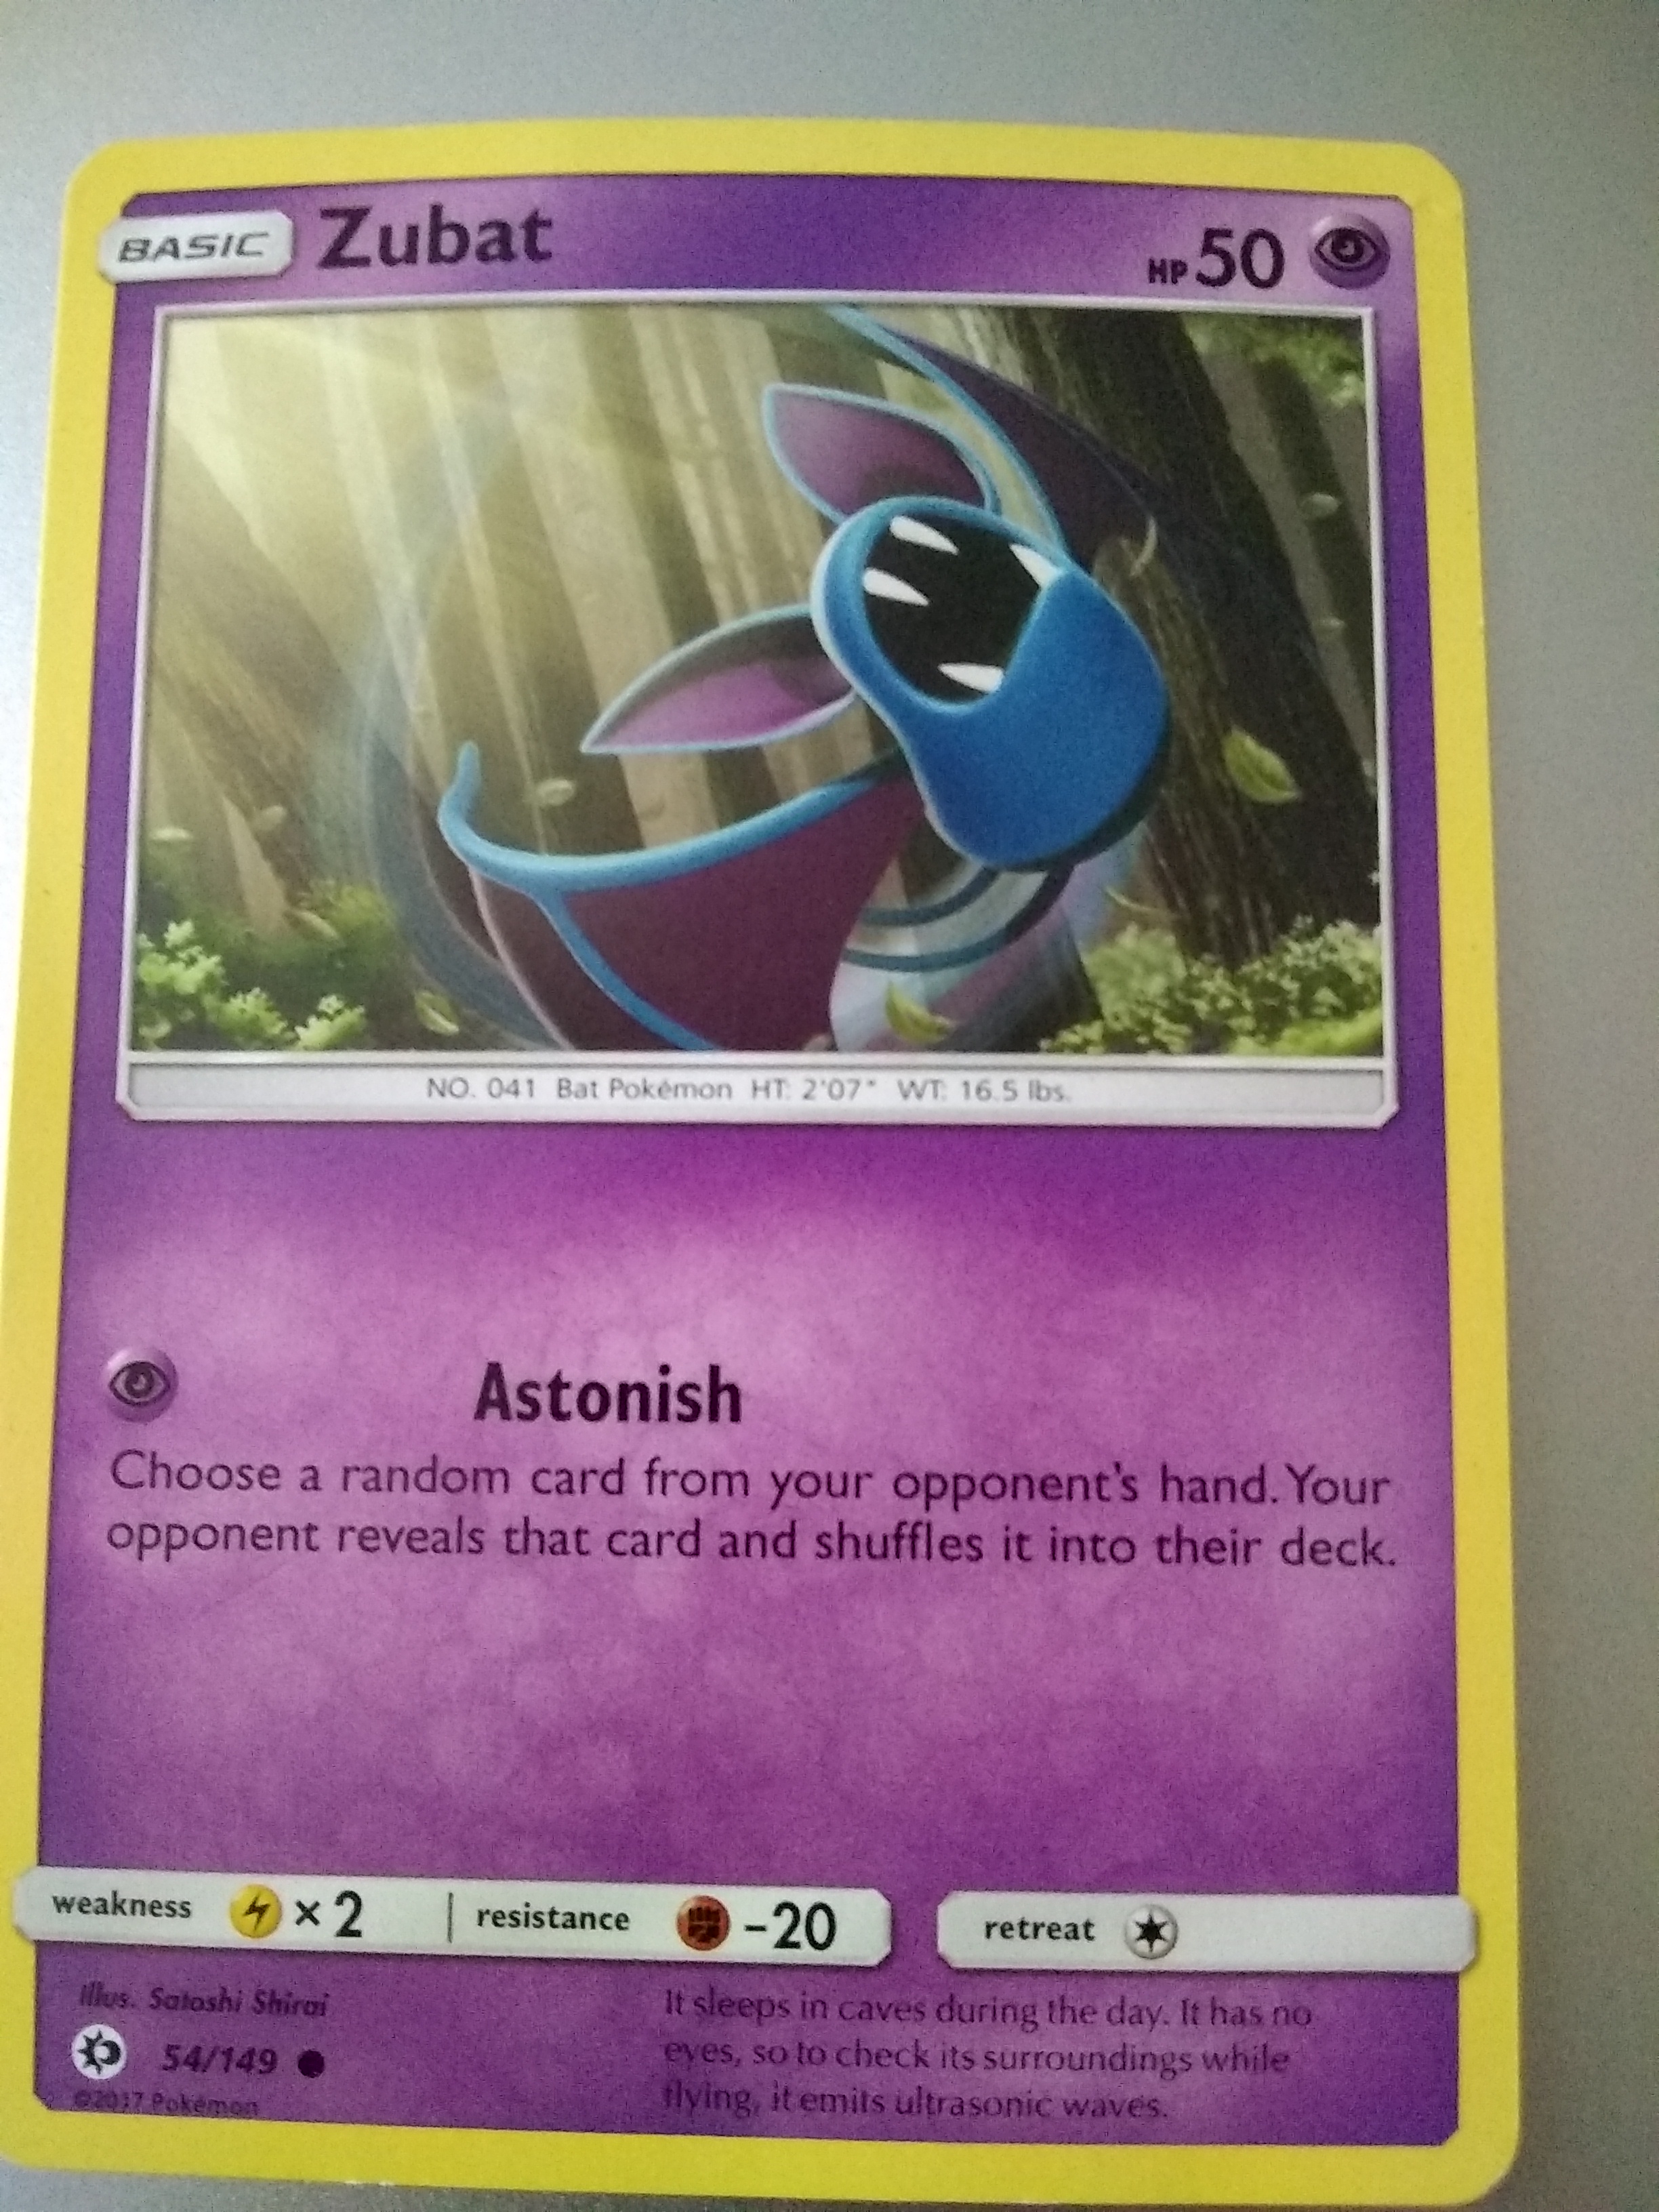 BASIC Zubat HP 50
NO. 041 Bat Pokémon HT: 2'07" WT: 16.5 lbs.
Astonish
Choose a random card from your opponent's hand. Your
opponent reveals that card and shuffles it into their deck.
weakness ×2 | resistance -20 retreat
Illus. Satoshi Shirai
54/149
©2017 Pokémon
It sleeps in caves during the day. It has no
eyes, so to check its surroundings while
flying, it emits ultrasonic waves.